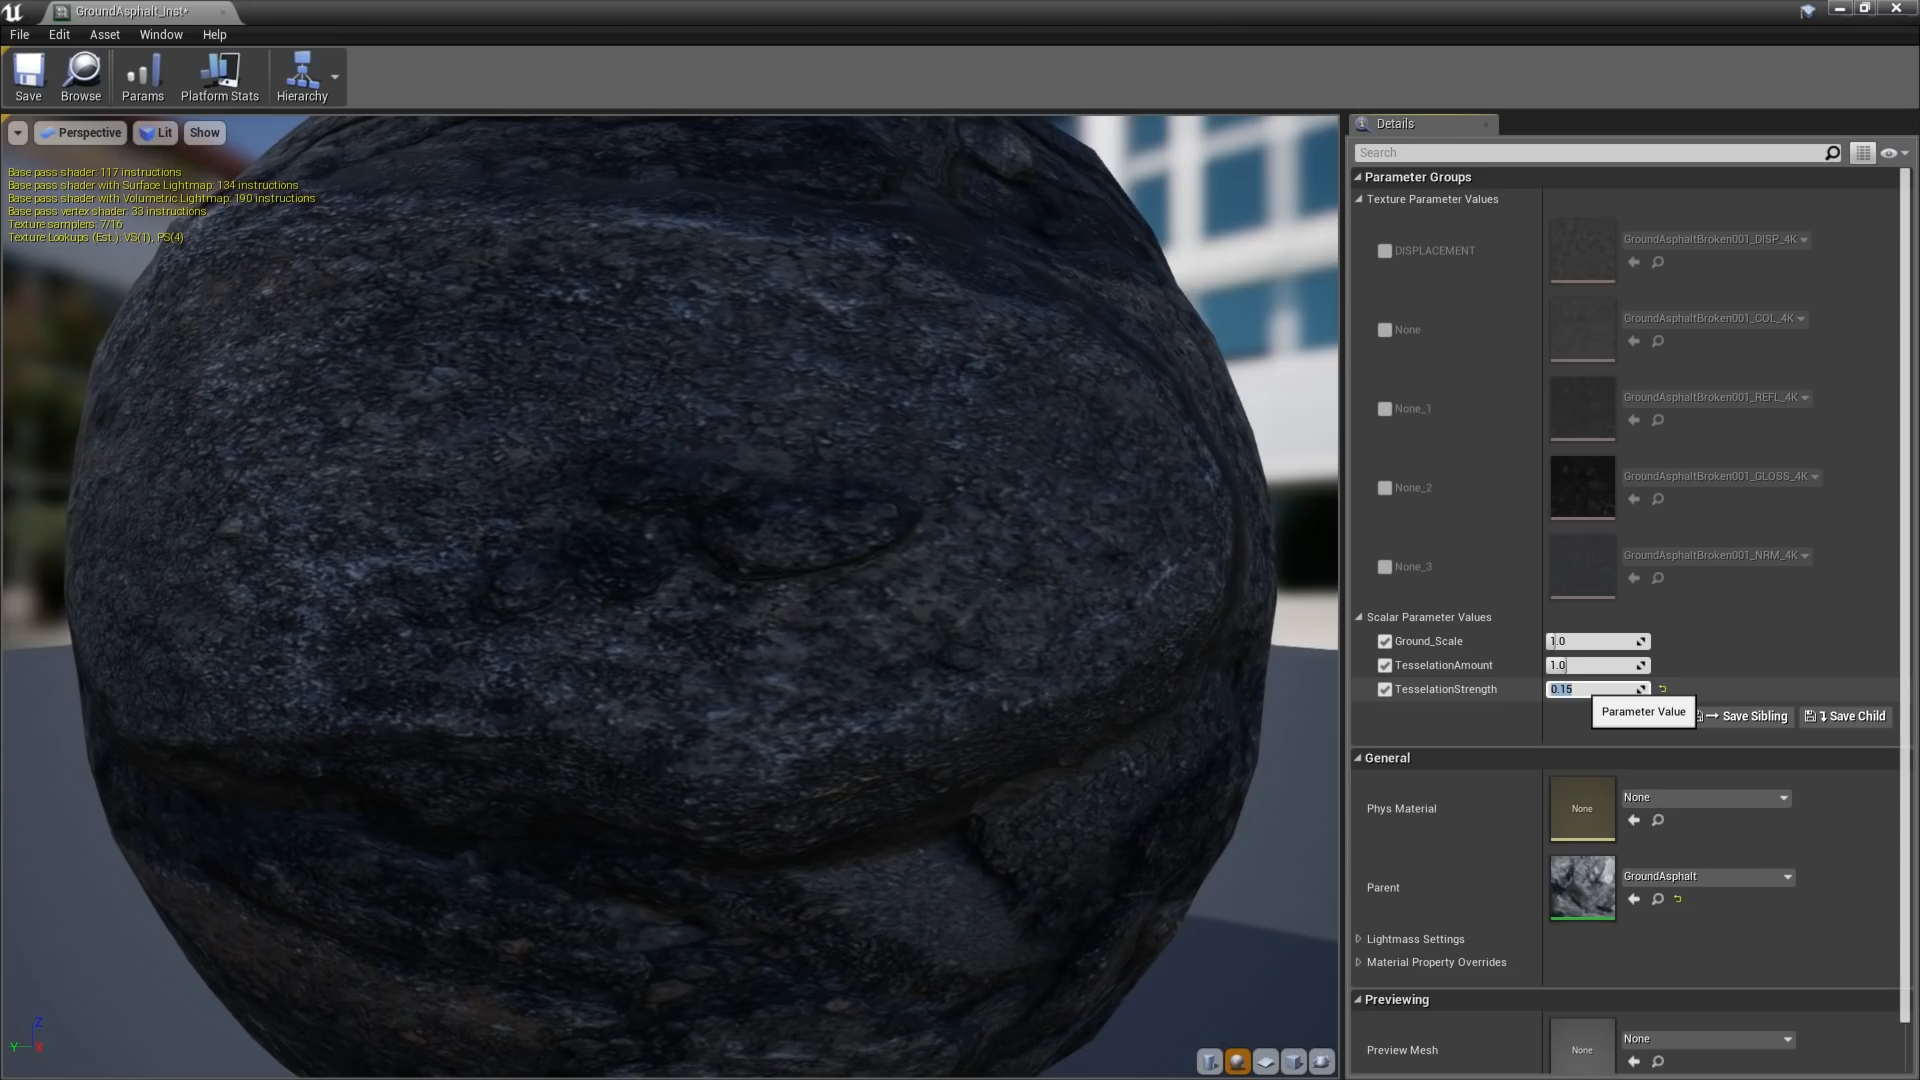 GroundAsphalt_Inst*
File Edit Asset Window Help
Save Browse Params Platform Stats Hierarchy
Perspective Lit Show
Base pass shader: 117 instructions
Base pass shader with Surface Lightmap: 134 instructions
Base pass shader with Volumetric Lightmap: 190 instructions
Base pass vertex shader: 33 instructions
Texture samplers: 7/16
Texture Lookups (Est.): VS(1), PS(4)
Z
Y X
Details
Search
Parameter Groups
Texture Parameter Values
DISPLACEMENT GroundAsphaltBroken001_DISP_4K
None GroundAsphaltBroken001_COL_4K
None_1 GroundAsphaltBroken001_REFL_4K
None_2 GroundAsphaltBroken001_GLOSS_4K
None_3 GroundAsphaltBroken001_NRM_4K
Scalar Parameter Values
Ground_Scale 1.0
TesselationAmount 1.0
TesselationStrength 0.15
Parameter Value
Save Sibling Save Child
General
Phys Material None None
Parent GroundAsphalt
Lightmass Settings
Material Property Overrides
Previewing
Preview Mesh None None